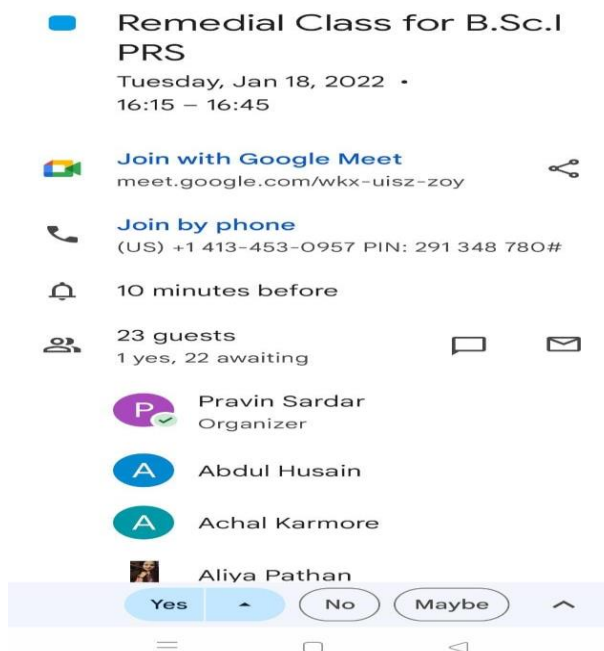 Remedial Class for B.Sc.I
PRS
Tuesday, Jan 18, 2022 •
16:15 – 16:45
Join with Google Meet
meet.google.com/wkx-uisz-zoy
Join by phone
(US) +1 413-453-0957 PIN: 291 348 780#
10 minutes before
23 guests
1 yes, 22 awaiting
P
Pravin Sardar
Organizer
A
Abdul Husain
A
Achal Karmore
Aliya Pathan
Yes
No
Maybe